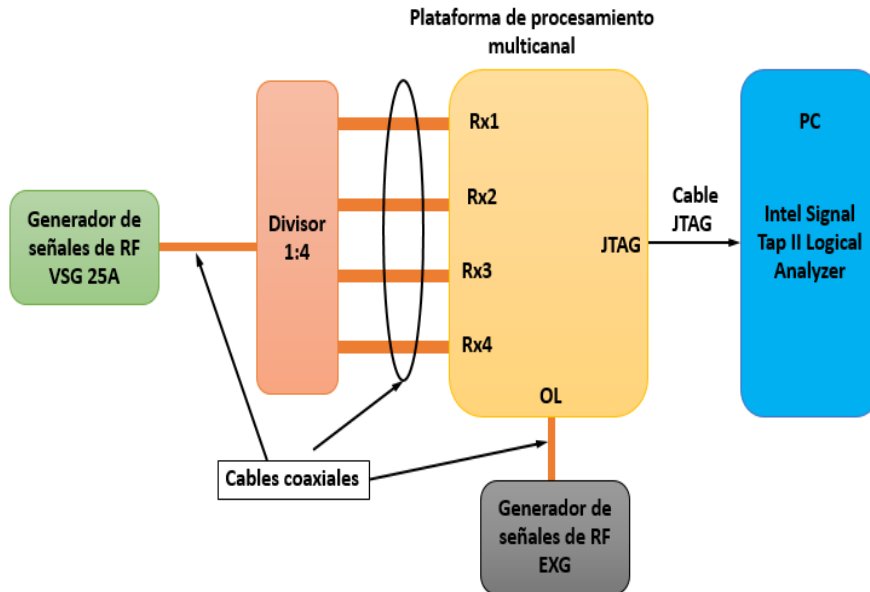 Plataforma de procesamiento
multicanal
Generador de
señales de RF
VSG 25A
Divisor
1:4
Rx1
Rx2
Rx3
Rx4
JTAG
OL
Cable
JTAG
PC
Intel Signal
Tap II Logical
Analyzer
Cables coaxiales
Generador de
señales de RF
EXG